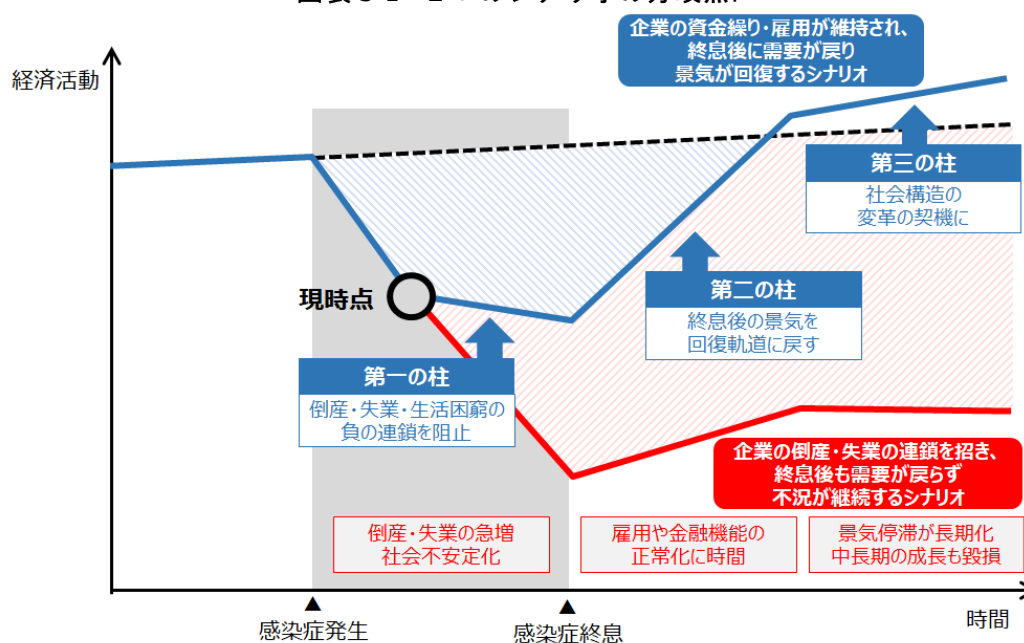 企業の資金繰り・雇用が維持され、
終息後に需要が戻り
景気が回復するシナリオ
経済活動
第三の柱
社会構造の
変革の契機に
現時点
第二の柱
終息後の景気を
回復軌道に戻す
第一の柱
倒産・失業・生活困窮の
負の連鎖を阻止
企業の倒産・失業の連鎖を招き、
終息後も需要が戻らず
不況が継続するシナリオ
倒産・失業の急増
社会不安定化
雇用や金融機能の
正常化に時間
景気停滞が長期化
中長期の成長も毀損
時間
▲
感染症発生
▲
感染症終息